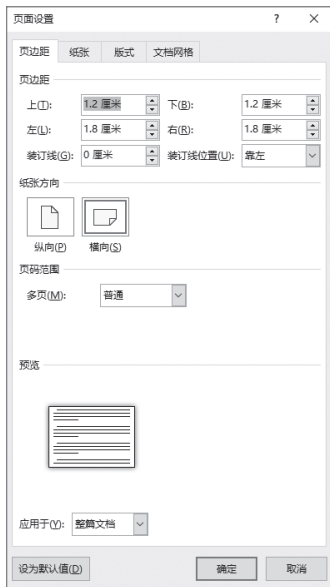 页面设置 ? ×
页边距 纸张 版式 文档网格
页边距
上(T): 1.2 厘米 下(B): 1.2 厘米
左(L): 1.8 厘米 右(R): 1.8 厘米
装订线(G): 0 厘米 装订线位置(U): 靠左
纸张方向
纵向(P) 横向(S)
页码范围
多页(M): 普通
预览
应用于(Y): 整篇文档
设为默认值(D) 确定 取消